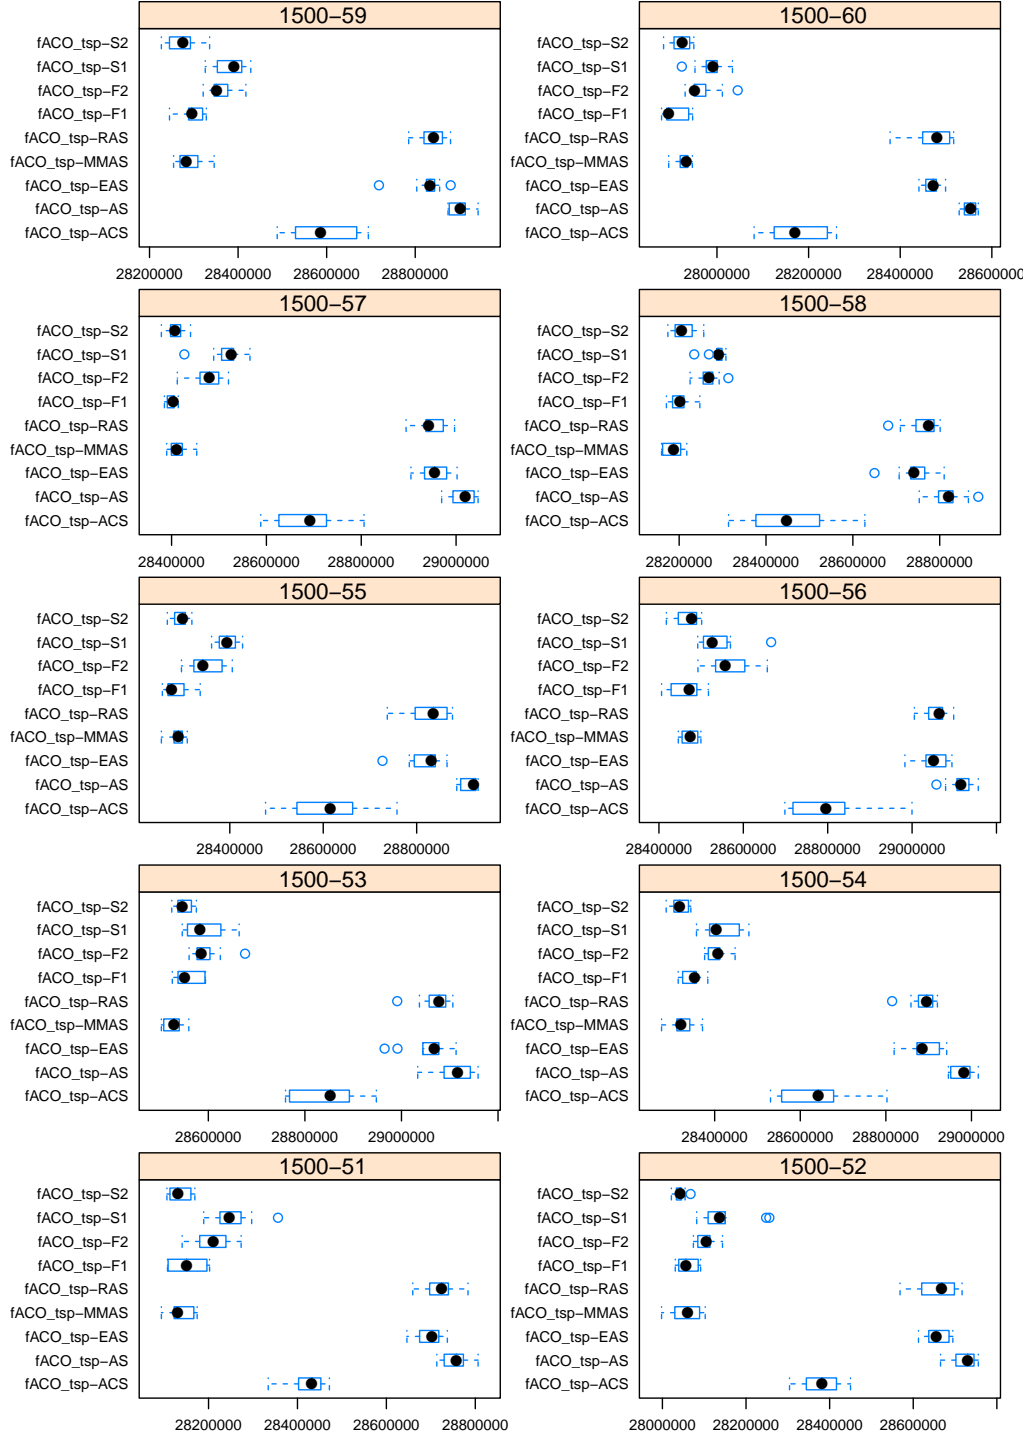 1500−59
fACO_tsp−S2
fACO_tsp−S1
fACO_tsp−F2
fACO_tsp−F1
fACO_tsp−RAS
fACO_tsp−MMAS
fACO_tsp−EAS
fACO_tsp−AS
fACO_tsp−ACS
28200000 28400000 28600000 28800000
1500−60
fACO_tsp−S2
fACO_tsp−S1
fACO_tsp−F2
fACO_tsp−F1
fACO_tsp−RAS
fACO_tsp−MMAS
fACO_tsp−EAS
fACO_tsp−AS
fACO_tsp−ACS
28000000 28200000 28400000 28600000
1500−57
fACO_tsp−S2
fACO_tsp−S1
fACO_tsp−F2
fACO_tsp−F1
fACO_tsp−RAS
fACO_tsp−MMAS
fACO_tsp−EAS
fACO_tsp−AS
fACO_tsp−ACS
28400000 28600000 28800000 29000000
1500−58
fACO_tsp−S2
fACO_tsp−S1
fACO_tsp−F2
fACO_tsp−F1
fACO_tsp−RAS
fACO_tsp−MMAS
fACO_tsp−EAS
fACO_tsp−AS
fACO_tsp−ACS
28200000 28400000 28600000 28800000
1500−55
fACO_tsp−S2
fACO_tsp−S1
fACO_tsp−F2
fACO_tsp−F1
fACO_tsp−RAS
fACO_tsp−MMAS
fACO_tsp−EAS
fACO_tsp−AS
fACO_tsp−ACS
28400000 28600000 28800000
1500−56
fACO_tsp−S2
fACO_tsp−S1
fACO_tsp−F2
fACO_tsp−F1
fACO_tsp−RAS
fACO_tsp−MMAS
fACO_tsp−EAS
fACO_tsp−AS
fACO_tsp−ACS
28400000 28600000 28800000 29000000
1500−53
fACO_tsp−S2
fACO_tsp−S1
fACO_tsp−F2
fACO_tsp−F1
fACO_tsp−RAS
fACO_tsp−MMAS
fACO_tsp−EAS
fACO_tsp−AS
fACO_tsp−ACS
28600000 28800000 29000000
1500−54
fACO_tsp−S2
fACO_tsp−S1
fACO_tsp−F2
fACO_tsp−F1
fACO_tsp−RAS
fACO_tsp−MMAS
fACO_tsp−EAS
fACO_tsp−AS
fACO_tsp−ACS
28400000 28600000 28800000 29000000
1500−51
fACO_tsp−S2
fACO_tsp−S1
fACO_tsp−F2
fACO_tsp−F1
fACO_tsp−RAS
fACO_tsp−MMAS
fACO_tsp−EAS
fACO_tsp−AS
fACO_tsp−ACS
28200000 28400000 28600000 28800000
1500−52
fACO_tsp−S2
fACO_tsp−S1
fACO_tsp−F2
fACO_tsp−F1
fACO_tsp−RAS
fACO_tsp−MMAS
fACO_tsp−EAS
fACO_tsp−AS
fACO_tsp−ACS
28000000 28200000 28400000 28600000